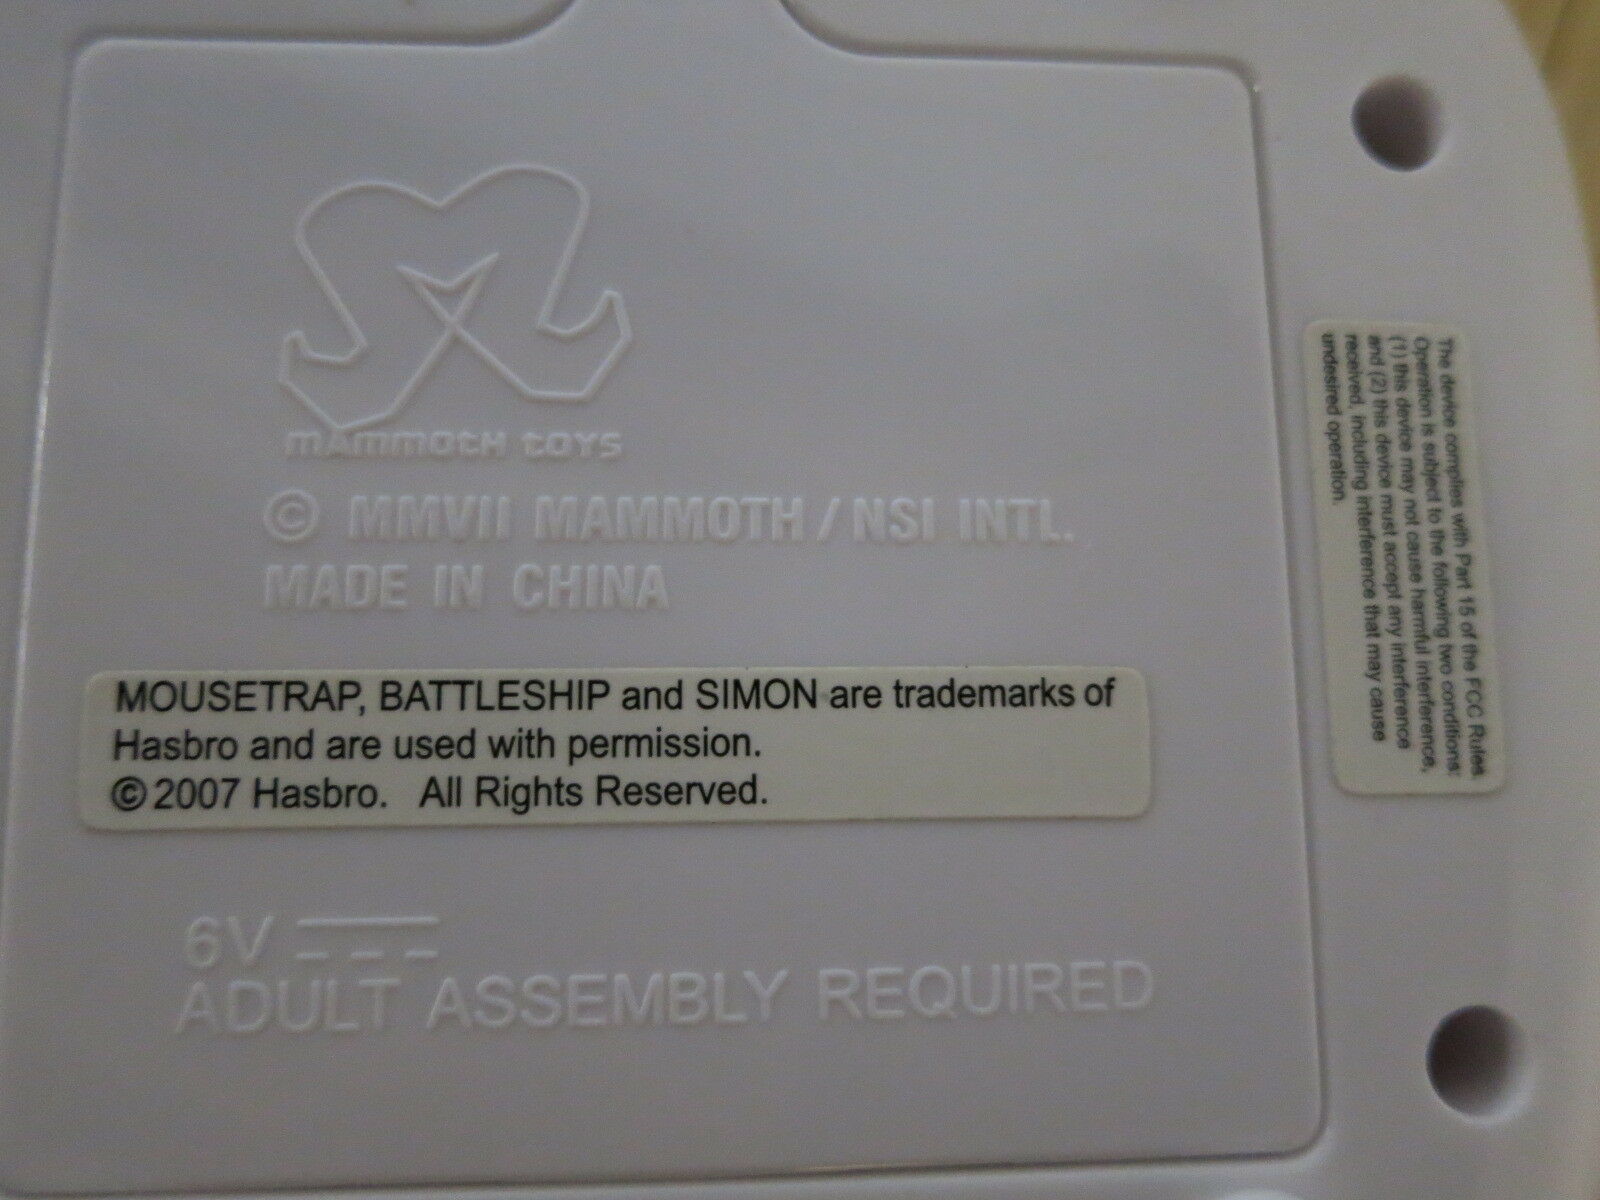 mAmmotH toys
© MMVII MAMMOTH / NSI INTL.
MADE IN CHINA
MOUSETRAP, BATTLESHIP and SIMON are trademarks of
Hasbro and are used with permission.
© 2007 Hasbro. All Rights Reserved.
6V
ADULT ASSEMBLY REQUIRED
The device complies with Part 15 of the FCC Rules
Operation is subject to the following two conditions:
(1) this device may not cause harmful interference,
and (2) this device must accept any interference
received, including interference that may cause
undesired operation.